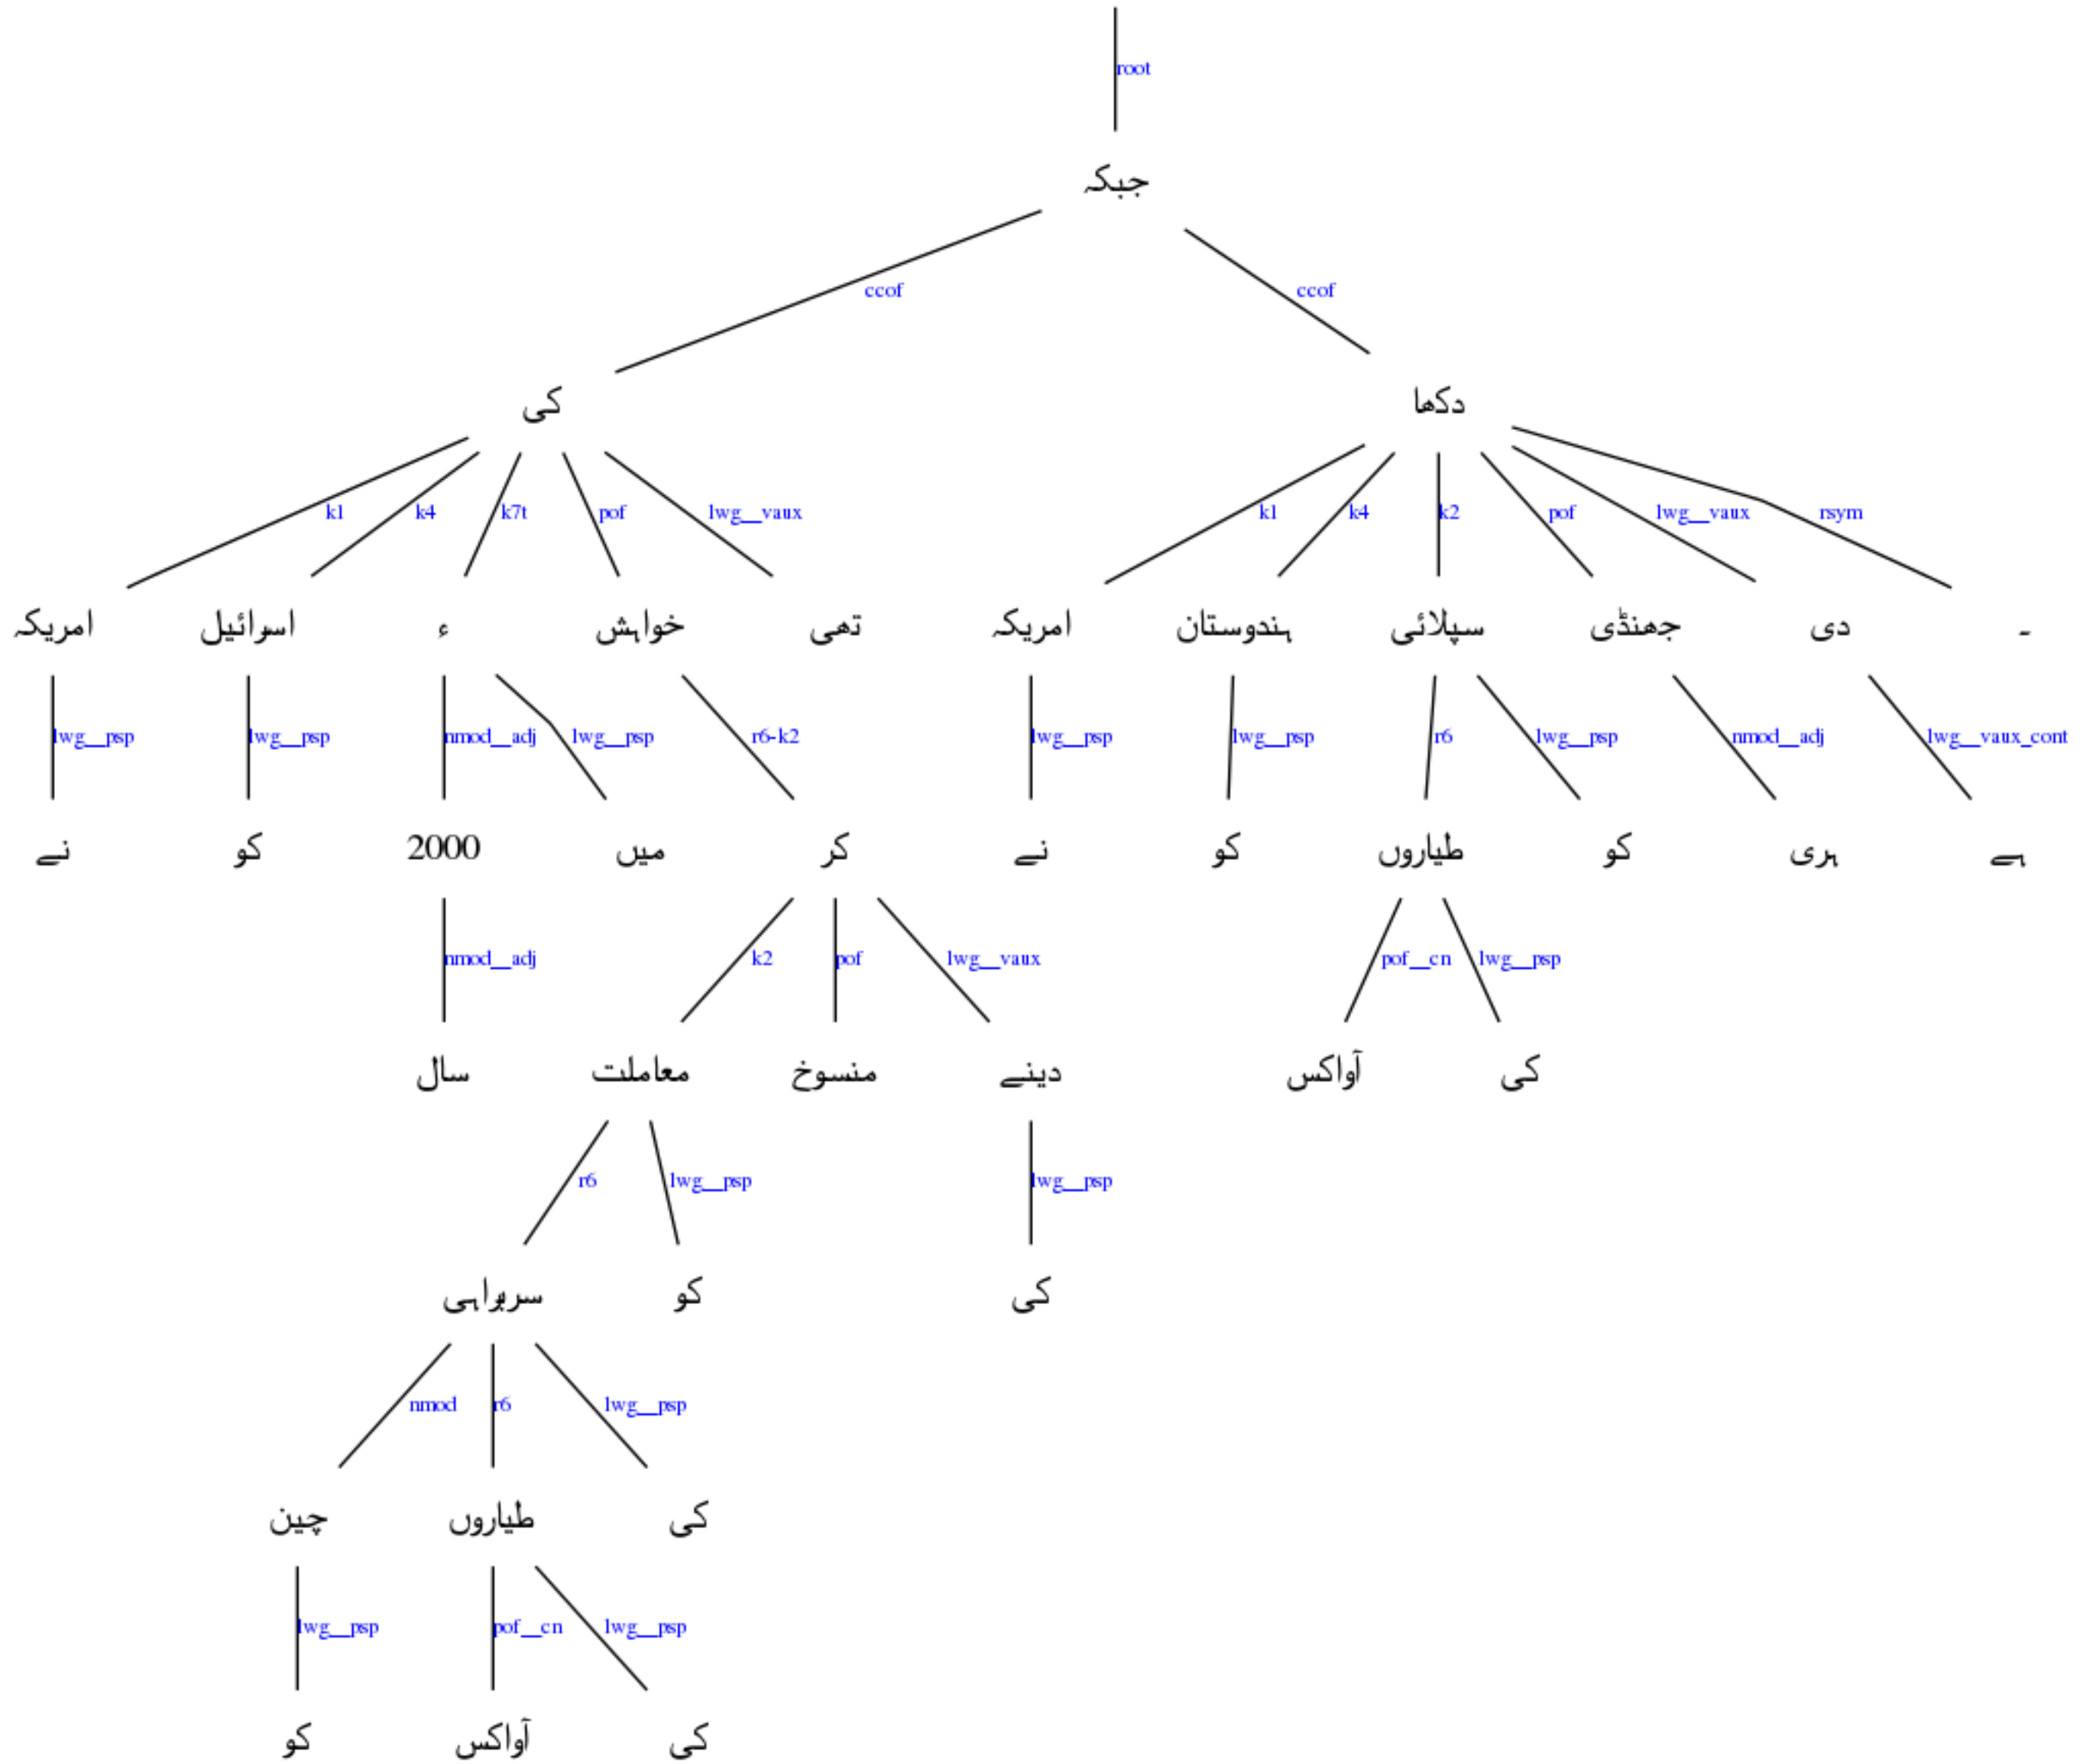 root
جبکہ
ccof ccof
کی دکھا
k1 k4 k7t pof lwg__vaux k1 k4 k2 pof lwg__vaux rsym
امریکہ اسرائیل ء خواہش تھی امریکہ ہندوستان سپلائی جھنڈی دی ۔
lwg__psp lwg__psp nmod__adj lwg__psp r6-k2 lwg__psp lwg__psp r6 lwg__psp nmod__adj lwg__vaux_cont
نے کو 2000 میں کر نے کو طیاروں کو ہری ہے
nmod__adj k2 pof lwg__vaux pof__cn lwg__psp
سال معاملت منسوخ دینے آواکس کی
r6 lwg__psp lwg__psp
سربراہی کو کی
nmod r6 lwg__psp
چین طیاروں کی
lwg__psp pof__cn lwg__psp
کو آواکس کی